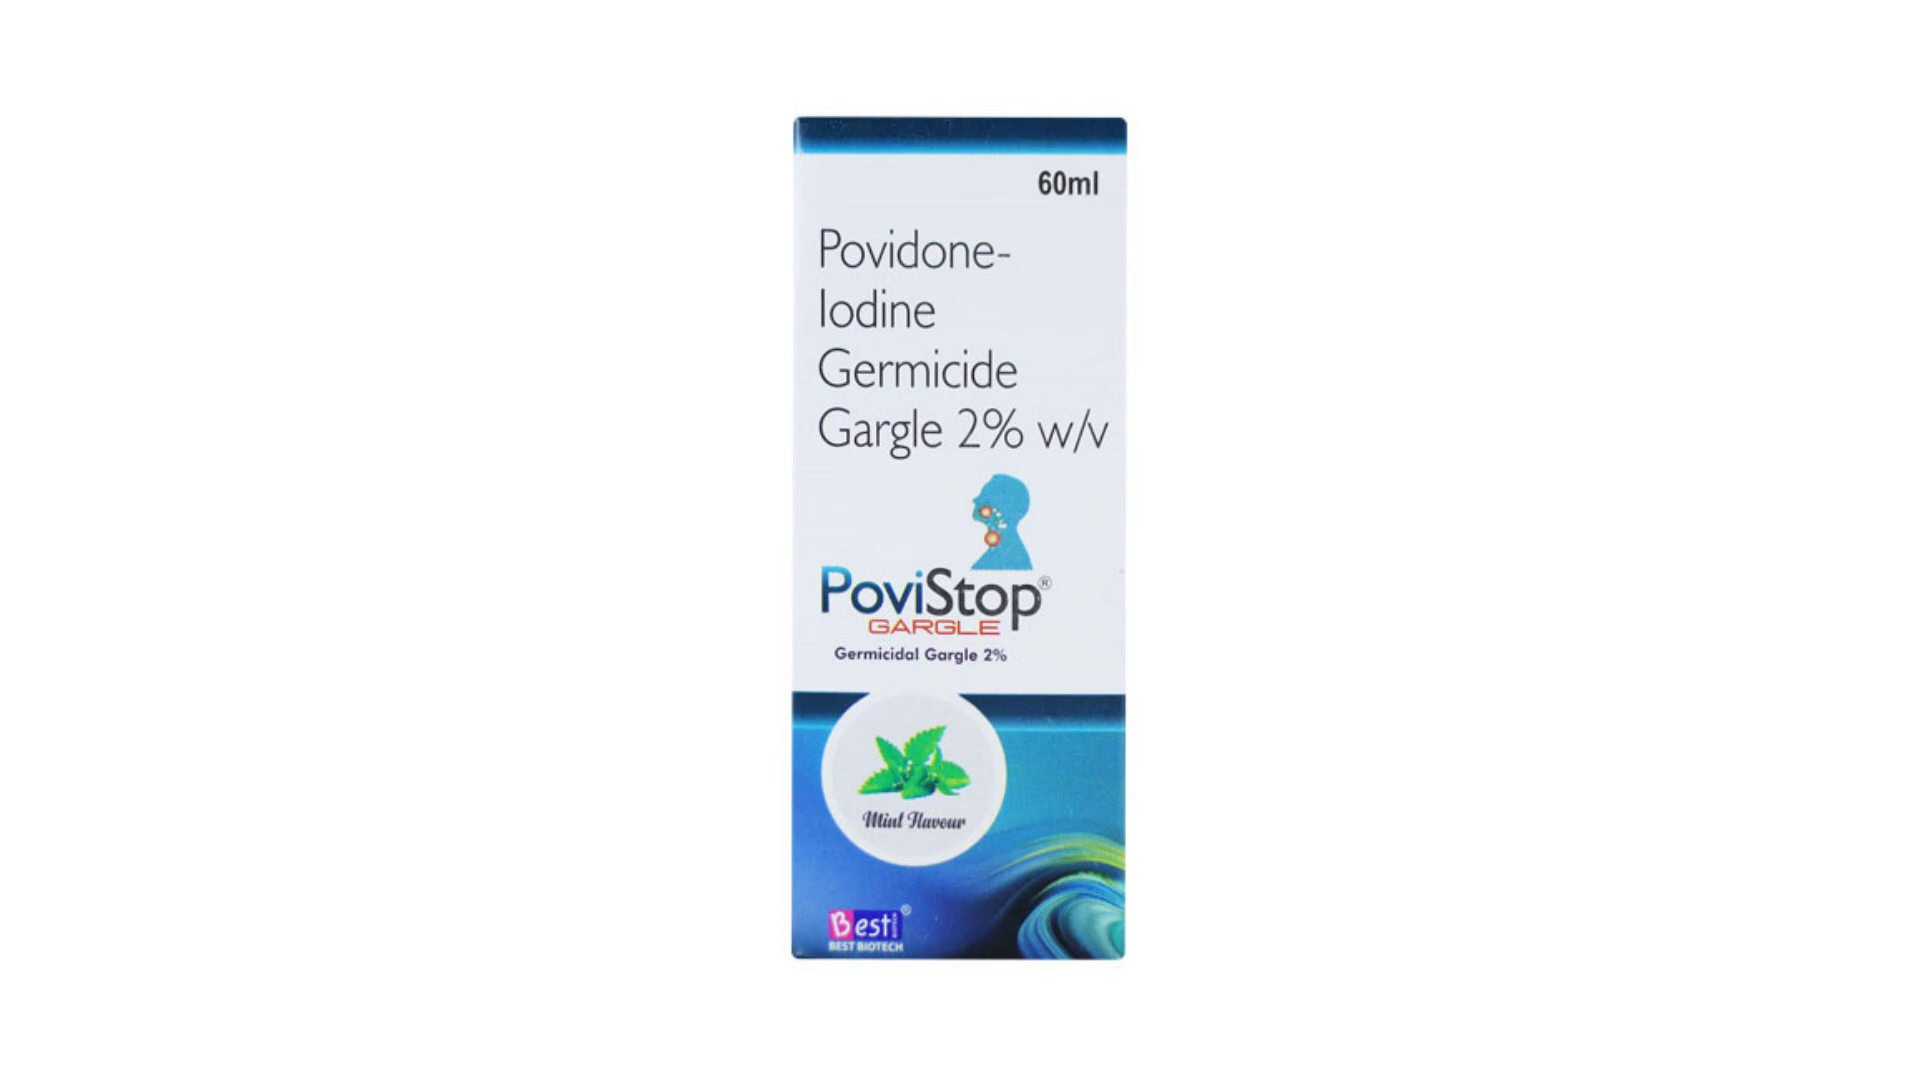 60ml
Povidone-
Iodine
Germicide
Gargle 2% w/v
PoviStop®
GARGLE
Germicidal Gargle 2%
Mint Flavour
Best®
BEST BIOTECH